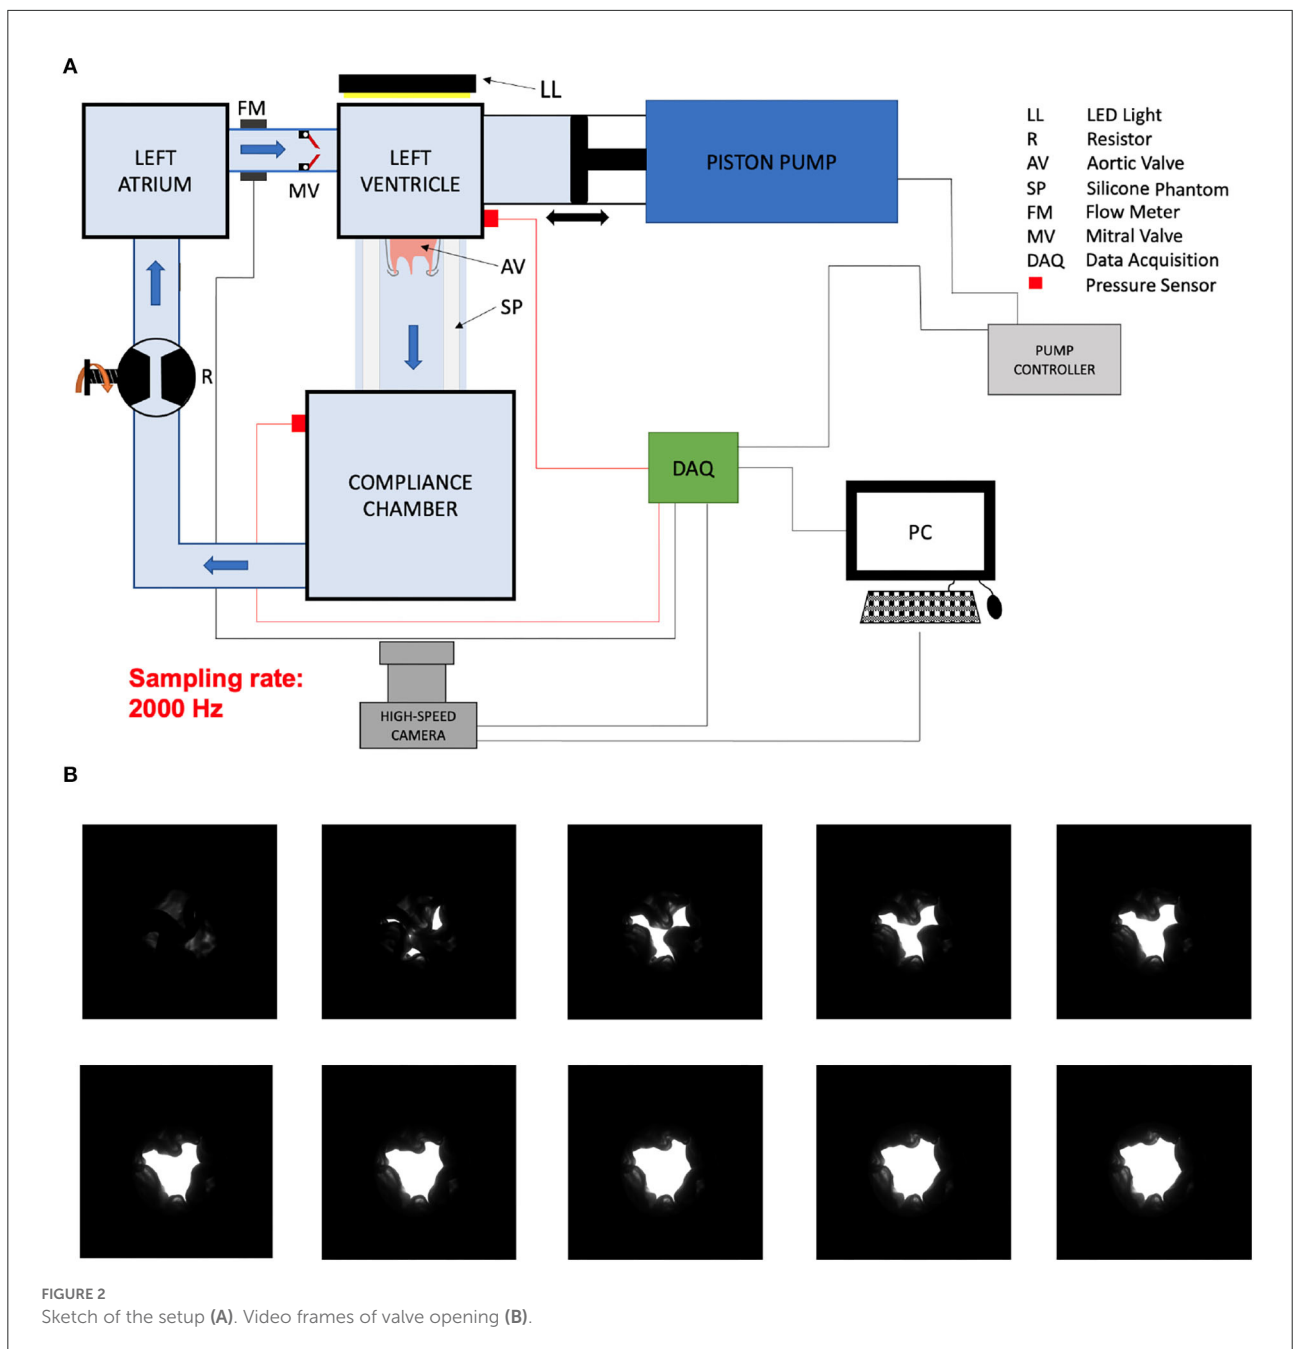 A
LL
FM
LEFT
ATRIUM
MV
LEFT
VENTRICLE
PISTON PUMP
LL LED Light
R Resistor
AV Aortic Valve
SP Silicone Phantom
FM Flow Meter
MV Mitral Valve
DAQ Data Acquisition
Pressure Sensor
AV
SP
R
PUMP
CONTROLLER
COMPLIANCE
CHAMBER
DAQ
PC
Sampling rate:
2000 Hz
HIGH-SPEED
CAMERA
B
FIGURE 2
Sketch of the setup (A). Video frames of valve opening (B).